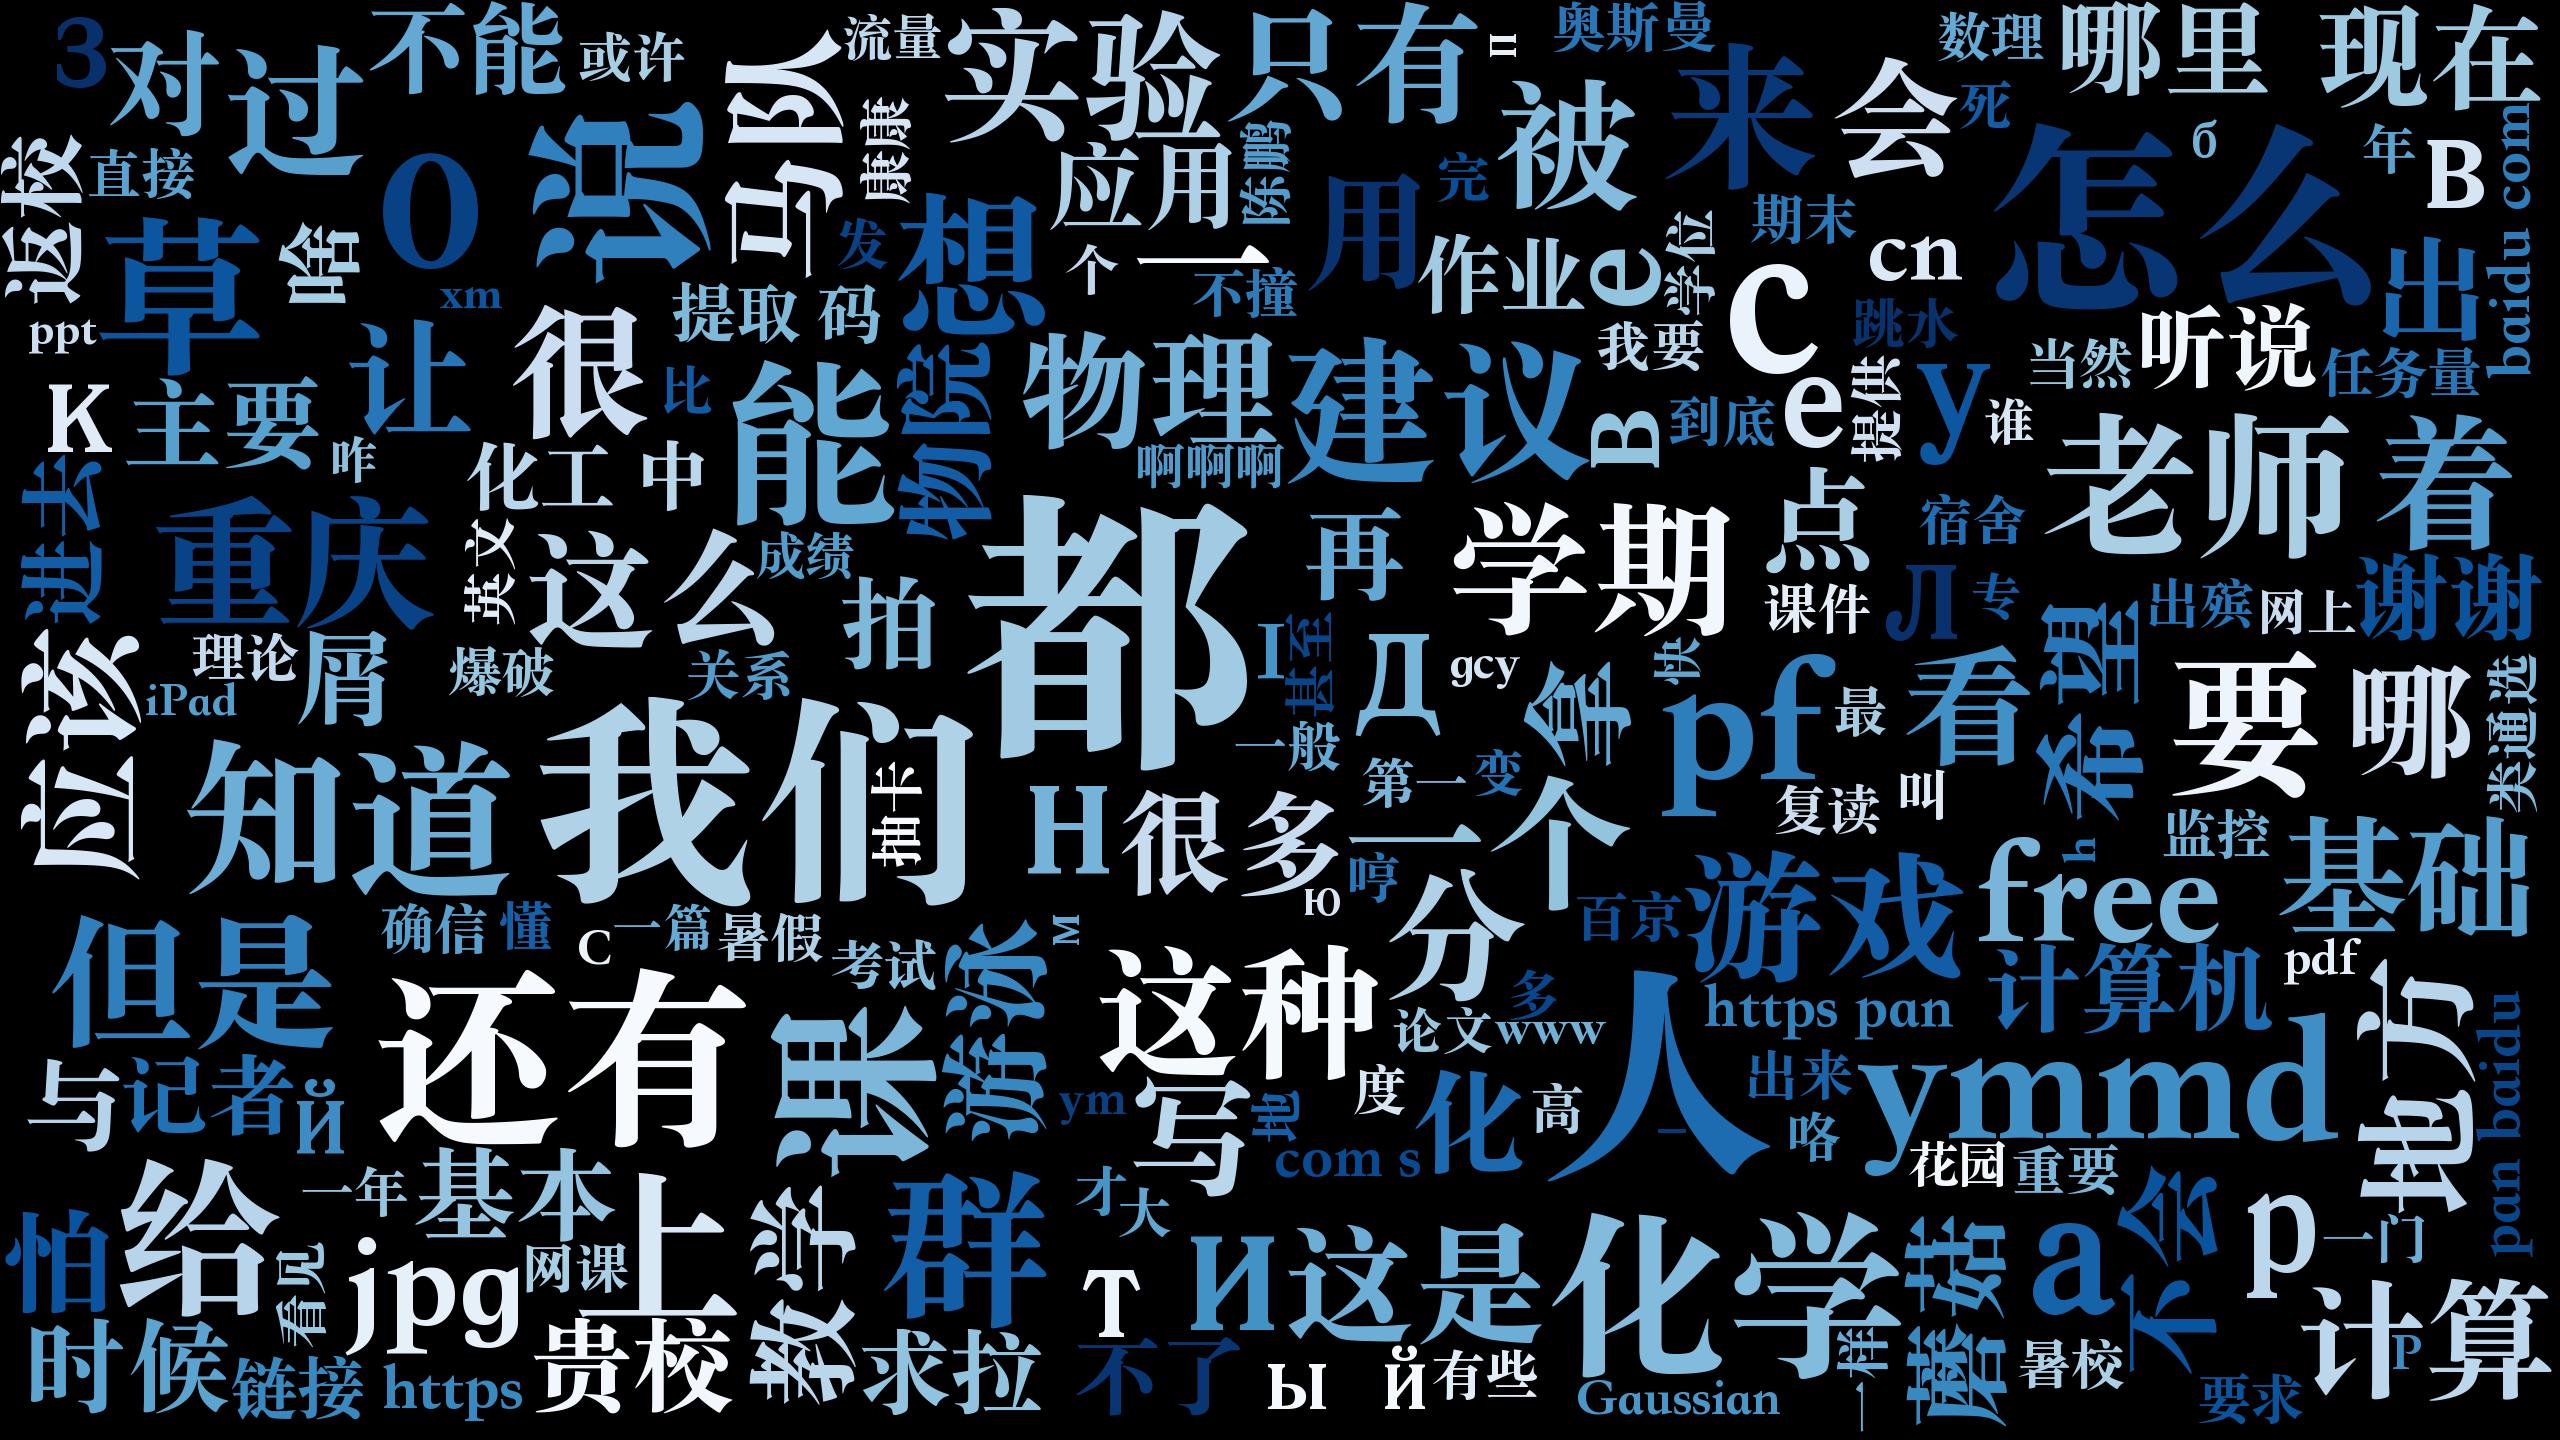 З
对
过
不能
或许
流量
马队
实验
只有
п
奥斯曼
数理
哪里
现在
返校
直接
О
说
康康
应用
陈鹏
被
来
会
死
怎么
б
年
В
baidu com
草
啥
xm
发
想
个
一
不撞
用
完
作业
е
学位
期末
cn
с
出
ppt
让
很
提取 码
物理
建议
我要
跳水
当然
听说
任务量
К
主要
咋
比
能
物院
啊啊啊
В
到底
e
提供
y
谁
老师
着
进去
重庆
化工
中
英文
这么
成绩
都
再
学期
点
宿舍
课件
Л
专
出殡
网上
谢谢
应该
理论
iPad
屑
爆破
关系
拍
І
甚至
Д
gcy
快
拿
pf
最
看
希望
要
哪
类通选
知道
我们
抽卡
Н
很多
一般
第一
变
一个
复读
叫
监控
基础
但是
确信
懂
С
一篇
暑假
考试
游泳
м
ю
哼
分
百京
游戏
free
h
pdf
计算机
还有
课
这种
论文
多
www
人
https pan
地方
pan baidu
与
记者
й
ym
写
地
度
com s
化
高
出来
咯
ymmd
花园
重要
怕
给
一年
基本
看见
jpg
网课
上
数学
群
才
大
Т
И
这是
化学
蘑菇
а
不会
р
一门
时候
链接
https
贵校
求拉
不了
ы
й
有些
Gaussian
一样
暑校
要求
计算
Р